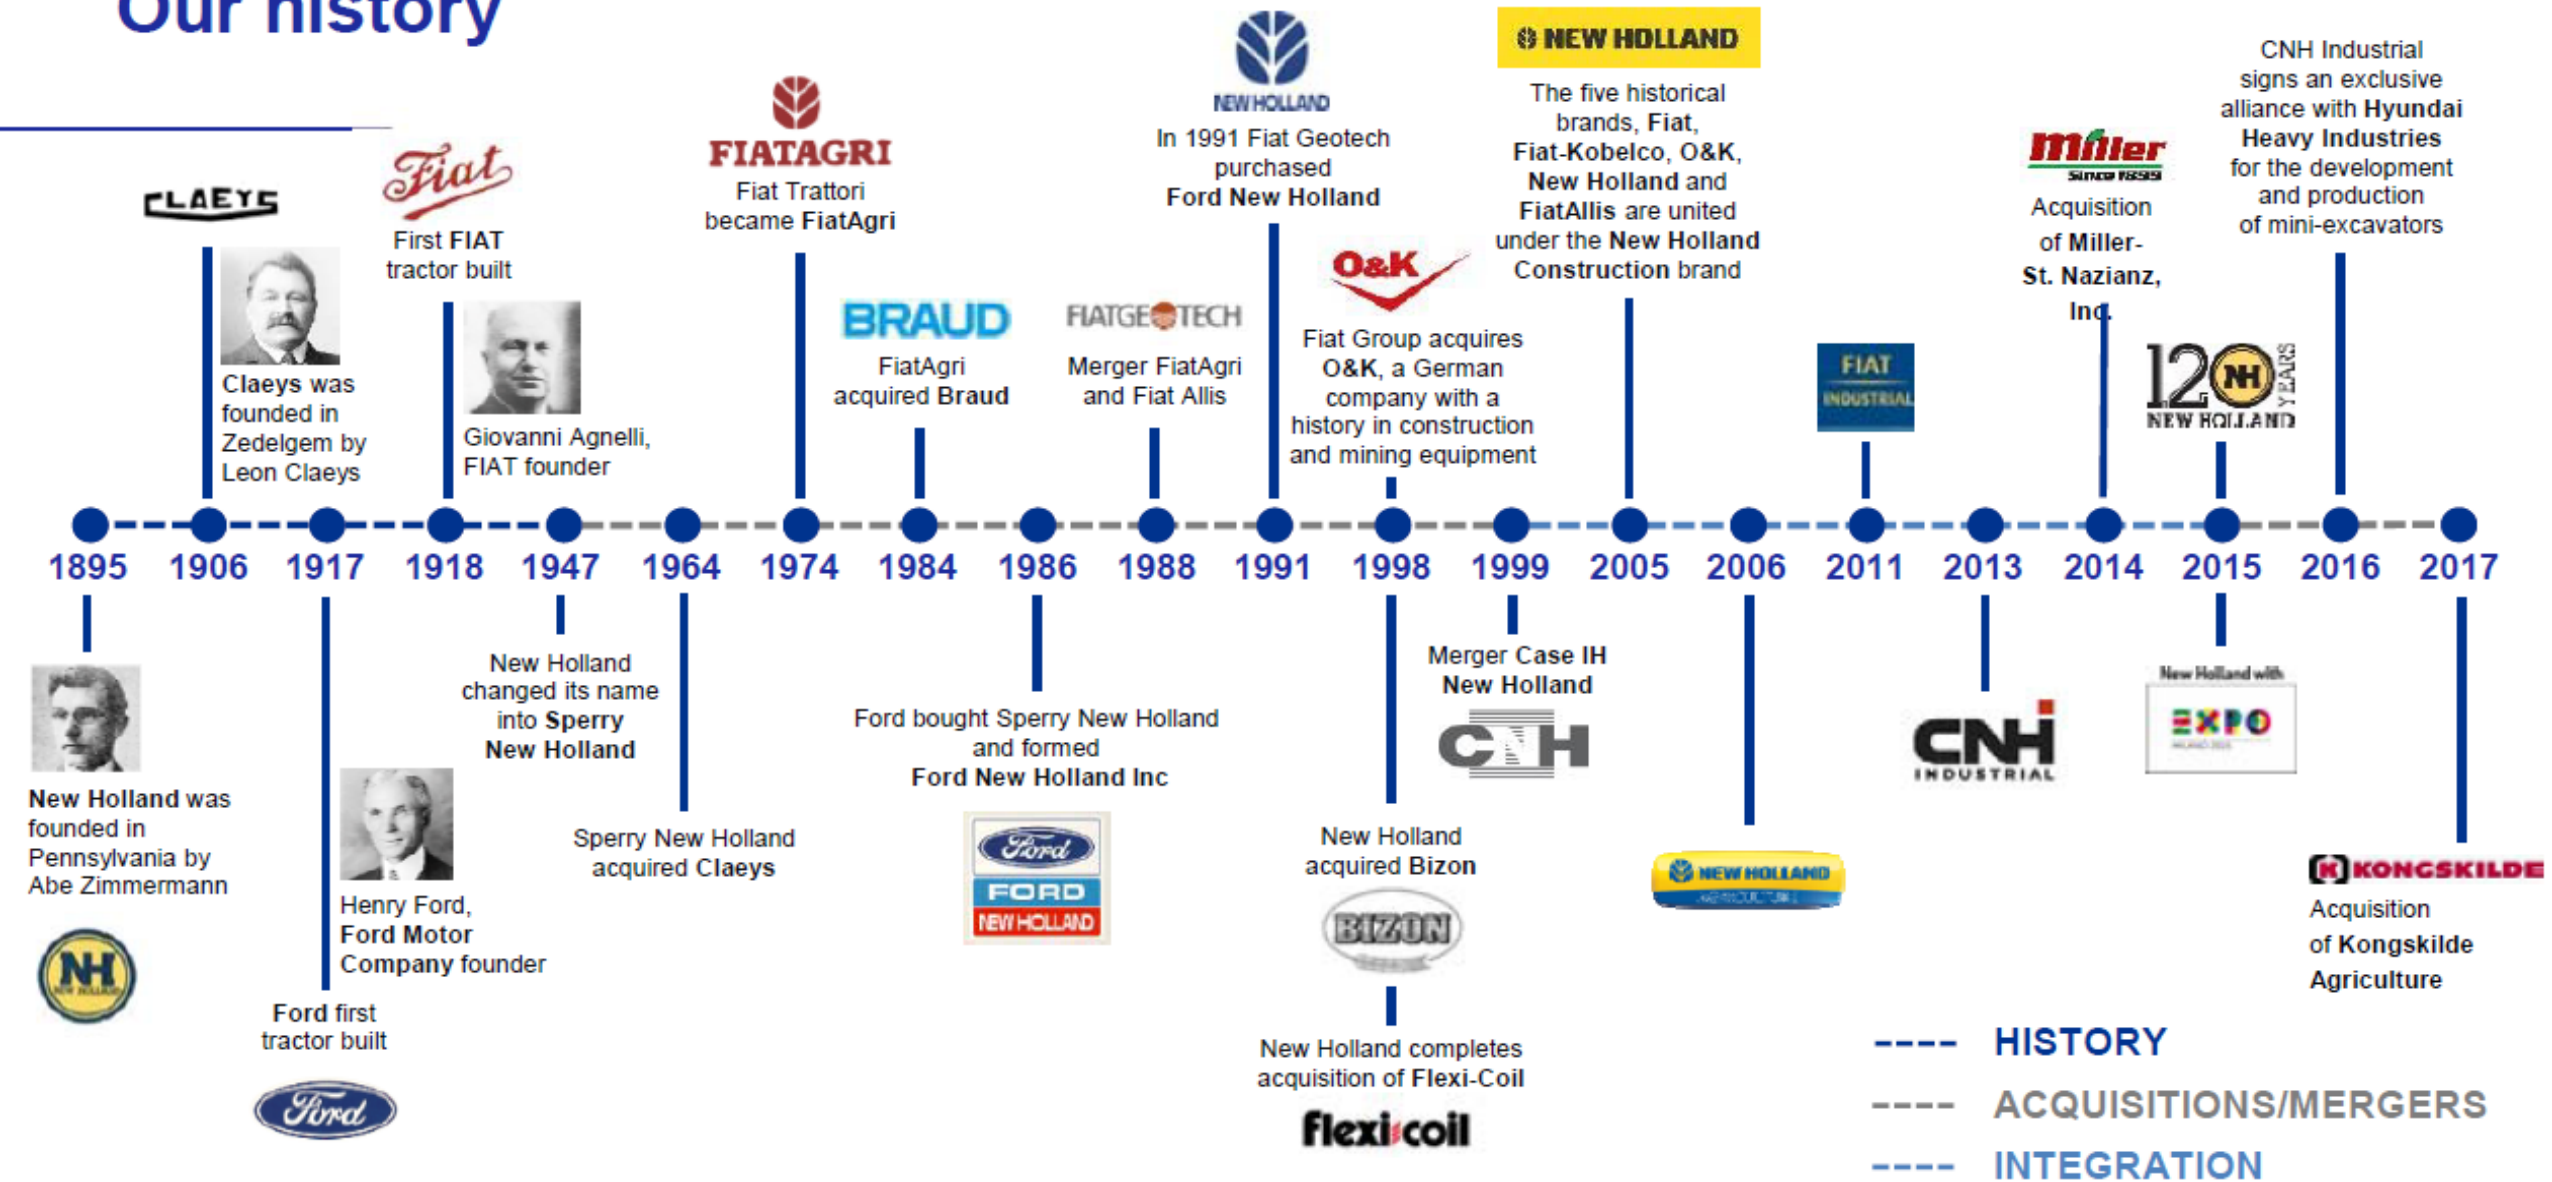 Our history
CLAEYS
Claeys was
founded in
Zedelgem by
Leon Claeys
Fiat
First FIAT
tractor built
Giovanni Agnelli,
FIAT founder
FIATAGRI
Fiat Trattori
became FiatAgri
BRAUD
FiatAgri
acquired Braud
FIATGEOTECH
Merger FiatAgri
and Fiat Allis
NEW HOLLAND
In 1991 Fiat Geotech
purchased
Ford New Holland
O&K
Fiat Group acquires
O&K, a German
company with a
history in construction
and mining equipment
NEW HOLLAND
The five historical
brands, Fiat,
Fiat-Kobelco, O&K,
New Holland and
FiatAllis are united
under the New Holland
Construction brand
FIAT
INDUSTRIAL
Miller
Since 1899
Acquisition
of Miller-
St. Nazianz,
Inc.
120 NH YEARS
NEW HOLLAND
CNH Industrial
signs an exclusive
alliance with Hyundai
Heavy Industries
for the development
and production
of mini-excavators
1895 1906 1917 1918 1947 1964 1974 1984 1986 1988 1991 1998 1999 2005 2006 2011 2013 2014 2015 2016 2017
New Holland was
founded in
Pennsylvania by
Abe Zimmermann
NH
NEW HOLLAND
Henry Ford,
Ford Motor
Company founder
Ford first
tractor built
Ford
New Holland
changed its name
into Sperry
New Holland
Sperry New Holland
acquired Claeys
Ford bought Sperry New Holland
and formed
Ford New Holland Inc
Ford
FORD
NEW HOLLAND
New Holland
acquired Bizon
BIZON
New Holland completes
acquisition of Flexi-Coil
flexi-coil
Merger Case IH
New Holland
CNH
NEW HOLLAND
AGRICULTURE
CNH
INDUSTRIAL
New Holland with
EXPO
MILANO 2015
KONGSKILDE
Acquisition
of Kongskilde
Agriculture
HISTORY
ACQUISITIONS/MERGERS
INTEGRATION